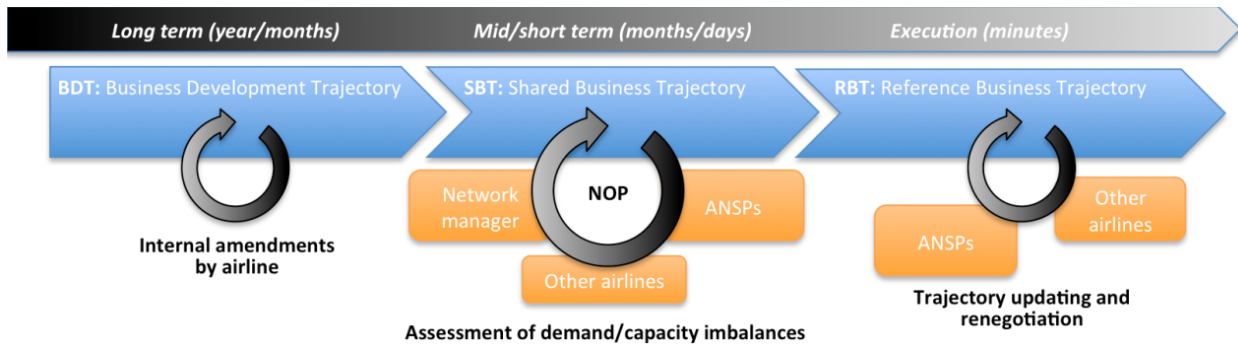 Long term (year/months)
Mid/short term (months/days)
Execution (minutes)
BDT: Business Development Trajectory
SBT: Shared Business Trajectory
RBT: Reference Business Trajectory
Internal amendments
by airline
Network
manager
NOP
ANSPs
Other airlines
Assessment of demand/capacity imbalances
ANSPs
Other
airlines
Trajectory updating and
renegotiation